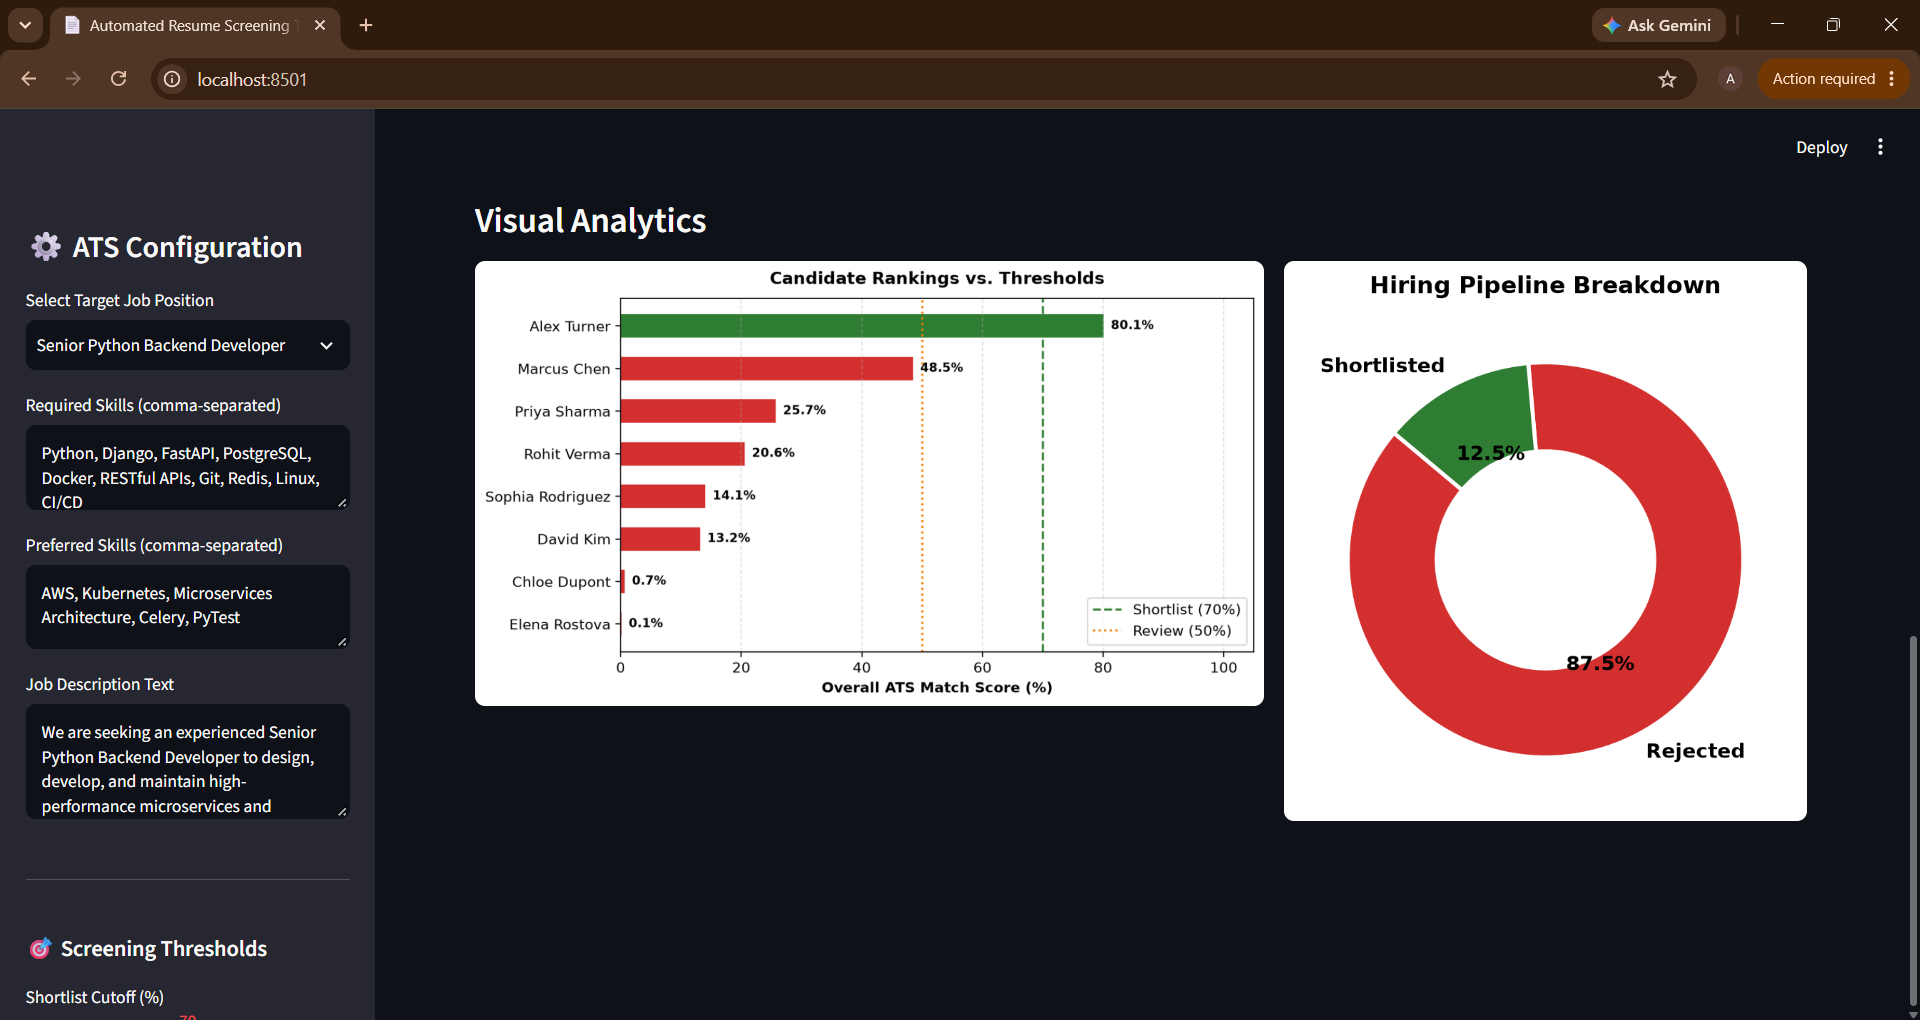 Automated Resume Screening
Ask Gemini
localhost:8501
A
Action required
Deploy
ATS Configuration
Select Target Job Position
Senior Python Backend Developer
Required Skills (comma-separated)
Python, Django, FastAPI, PostgreSQL,
Docker, RESTful APIs, Git, Redis, Linux,
CI/CD
Preferred Skills (comma-separated)
AWS, Kubernetes, Microservices
Architecture, Celery, PyTest
Job Description Text
We are seeking an experienced Senior
Python Backend Developer to design,
develop, and maintain high-
performance microservices and
Screening Thresholds
Shortlist Cutoff (%)
70
Visual Analytics
Candidate Rankings vs. Thresholds
Alex Turner 80.1%
Marcus Chen 48.5%
Priya Sharma 25.7%
Rohit Verma 20.6%
Sophia Rodriguez 14.1%
David Kim 13.2%
Chloe Dupont 0.7%
Elena Rostova 0.1%
Shortlist (70%)
Review (50%)
0 20 40 60 80 100
Overall ATS Match Score (%)
Hiring Pipeline Breakdown
Shortlisted
12.5%
87.5%
Rejected